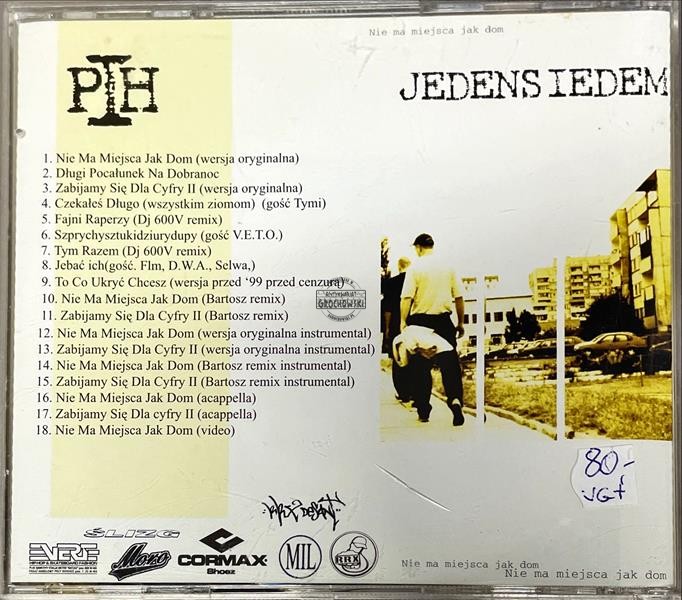 Nie ma miejsca jak dom
PIH
JEDENSIEDEM
1. Nie Ma Miejsca Jak Dom (wersja oryginalna)
2. Długi Pocałunek Na Dobranoc
3. Zabijamy Się Dla Cyfry II (wersja oryginalna)
4. Czekałeś Długo (wszystkim ziomom) (gość Tymi)
5. Fajni Raperzy (Dj 600V remix)
6. Szprychysztukidziurydupy (gość V.E.T.O.)
7. Tym Razem (Dj 600V remix)
8. Jebać ich(gość. Flm, D.W.A., Selwa,)
9. To Co Ukryć Chcesz (wersja przed '99 przed cenzurą)
10. Nie Ma Miejsca Jak Dom (Bartosz remix)
11. Zabijamy Się Dla Cyfry II (Bartosz remix)
12. Nie Ma Miejsca Jak Dom (wersja oryginalna instrumental)
13. Zabijamy Się Dla Cyfry II (wersja oryginalna instrumental)
14. Nie Ma Miejsca Jak Dom (Bartosz remix instrumental)
15. Zabijamy Się Dla Cyfry II (Bartosz remix instrumental)
16. Nie Ma Miejsca Jak Dom (acappella)
17. Zabijamy Się Dla cyfry II (acappella)
18. Nie Ma Miejsca Jak Dom (video)
GROCHOWSKI
80-
VG+
ŚLIZG
Moro
CORMAX
Shoez
MIL
RRX
HIP HOP & SKATEBOARD FASHION
Nie ma miejsca jak dom
Nie ma miejsca jak dom